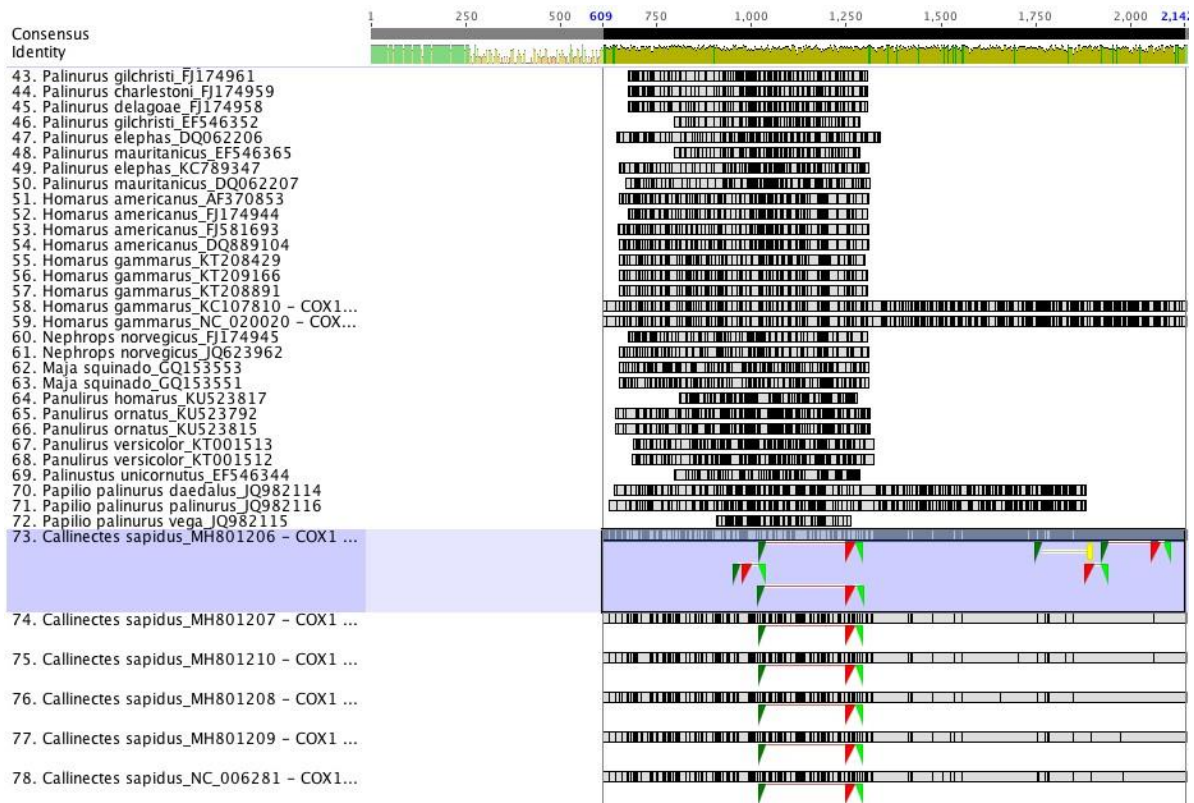 1 250 500 609 750 1,000 1,250 1,500 1,750 2,000 2,142
Consensus
Identity
43. Palinurus gilchristi_FJ174961
44. Palinurus charlestoni_FJ174959
45. Palinurus delagoae_FJ174958
46. Palinurus gilchristi_EF546352
47. Palinurus elephas_DQ062206
48. Palinurus mauritanicus_EF546365
49. Palinurus elephas_KC789347
50. Palinurus mauritanicus_DQ062207
51. Homarus americanus_AF370853
52. Homarus americanus_FJ174944
53. Homarus americanus_FJ581693
54. Homarus americanus_DQ889104
55. Homarus gammarus_KT208429
56. Homarus gammarus_KT209166
57. Homarus gammarus_KT208891
58. Homarus gammarus_KC107810 – COX1...
59. Homarus gammarus_NC_020020 – COX...
60. Nephrops norvegicus_FJ174945
61. Nephrops norvegicus_JQ623962
62. Maja squinado_GQ153553
63. Maja squinado_GQ153551
64. Panulirus homarus_KU523817
65. Panulirus ornatus_KU523792
66. Panulirus ornatus_KU523815
67. Panulirus versicolor_KT001513
68. Panulirus versicolor_KT001512
69. Palinustus unicornutus_EF546344
70. Papilio palinurus daedalus_JQ982114
71. Papilio palinurus palinurus_JQ982116
72. Papilio palinurus vega_JQ982115
73. Callinectes sapidus_MH801206 – COX1 ...
74. Callinectes sapidus_MH801207 – COX1 ...
75. Callinectes sapidus_MH801210 – COX1 ...
76. Callinectes sapidus_MH801208 – COX1 ...
77. Callinectes sapidus_MH801209 – COX1 ...
78. Callinectes sapidus_NC_006281 – COX1...